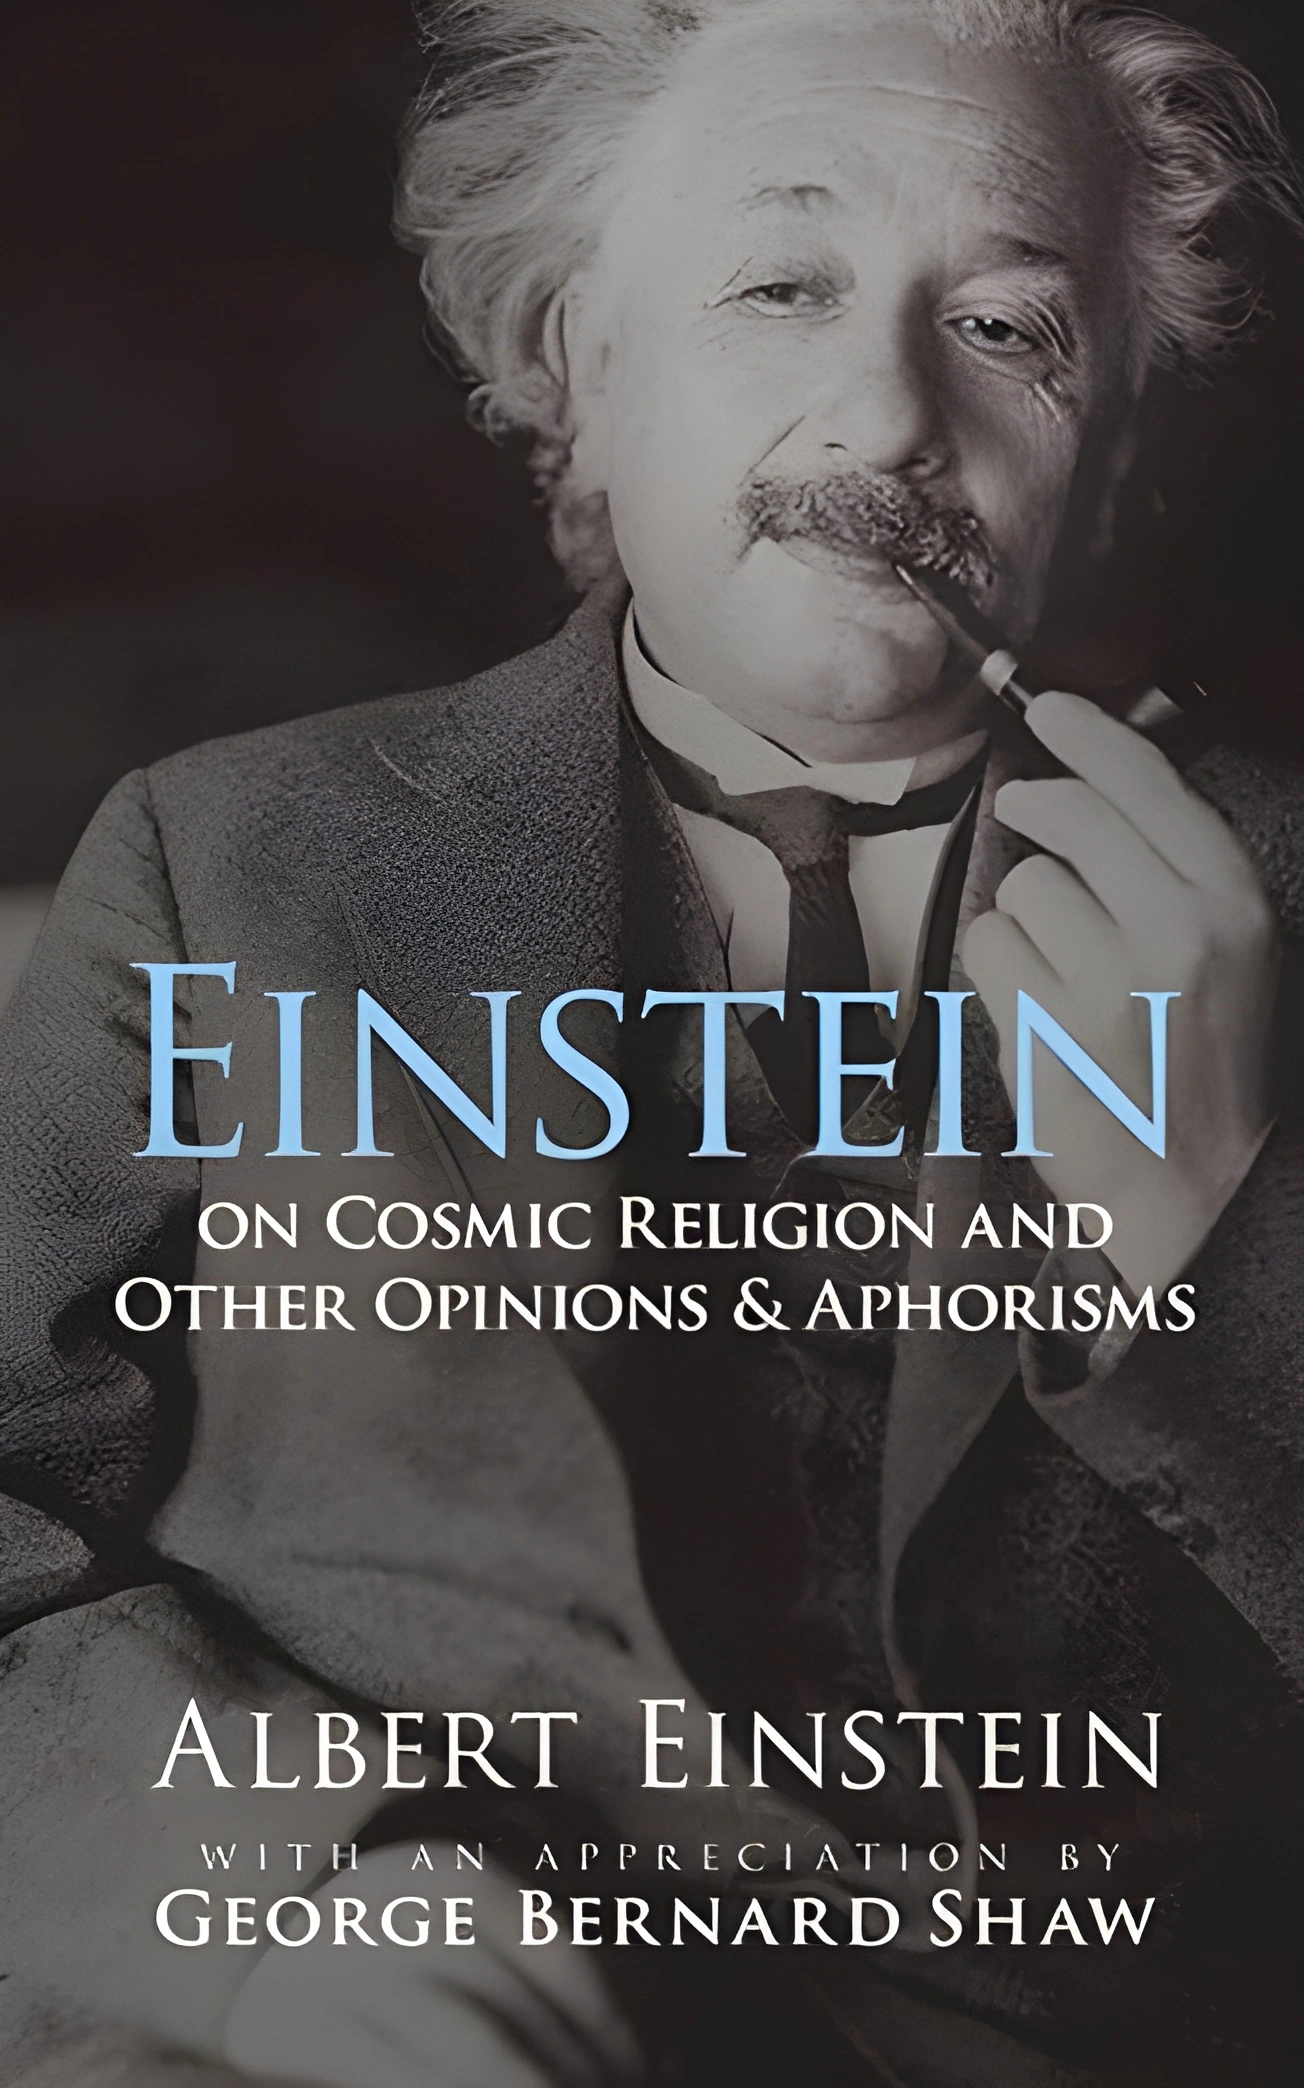 EINSTEIN
ON COSMIC RELIGION AND
OTHER OPINIONS & APHORISMS
ALBERT EINSTEIN
WITH AN APPRECIATION BY
GEORGE BERNARD SHAW